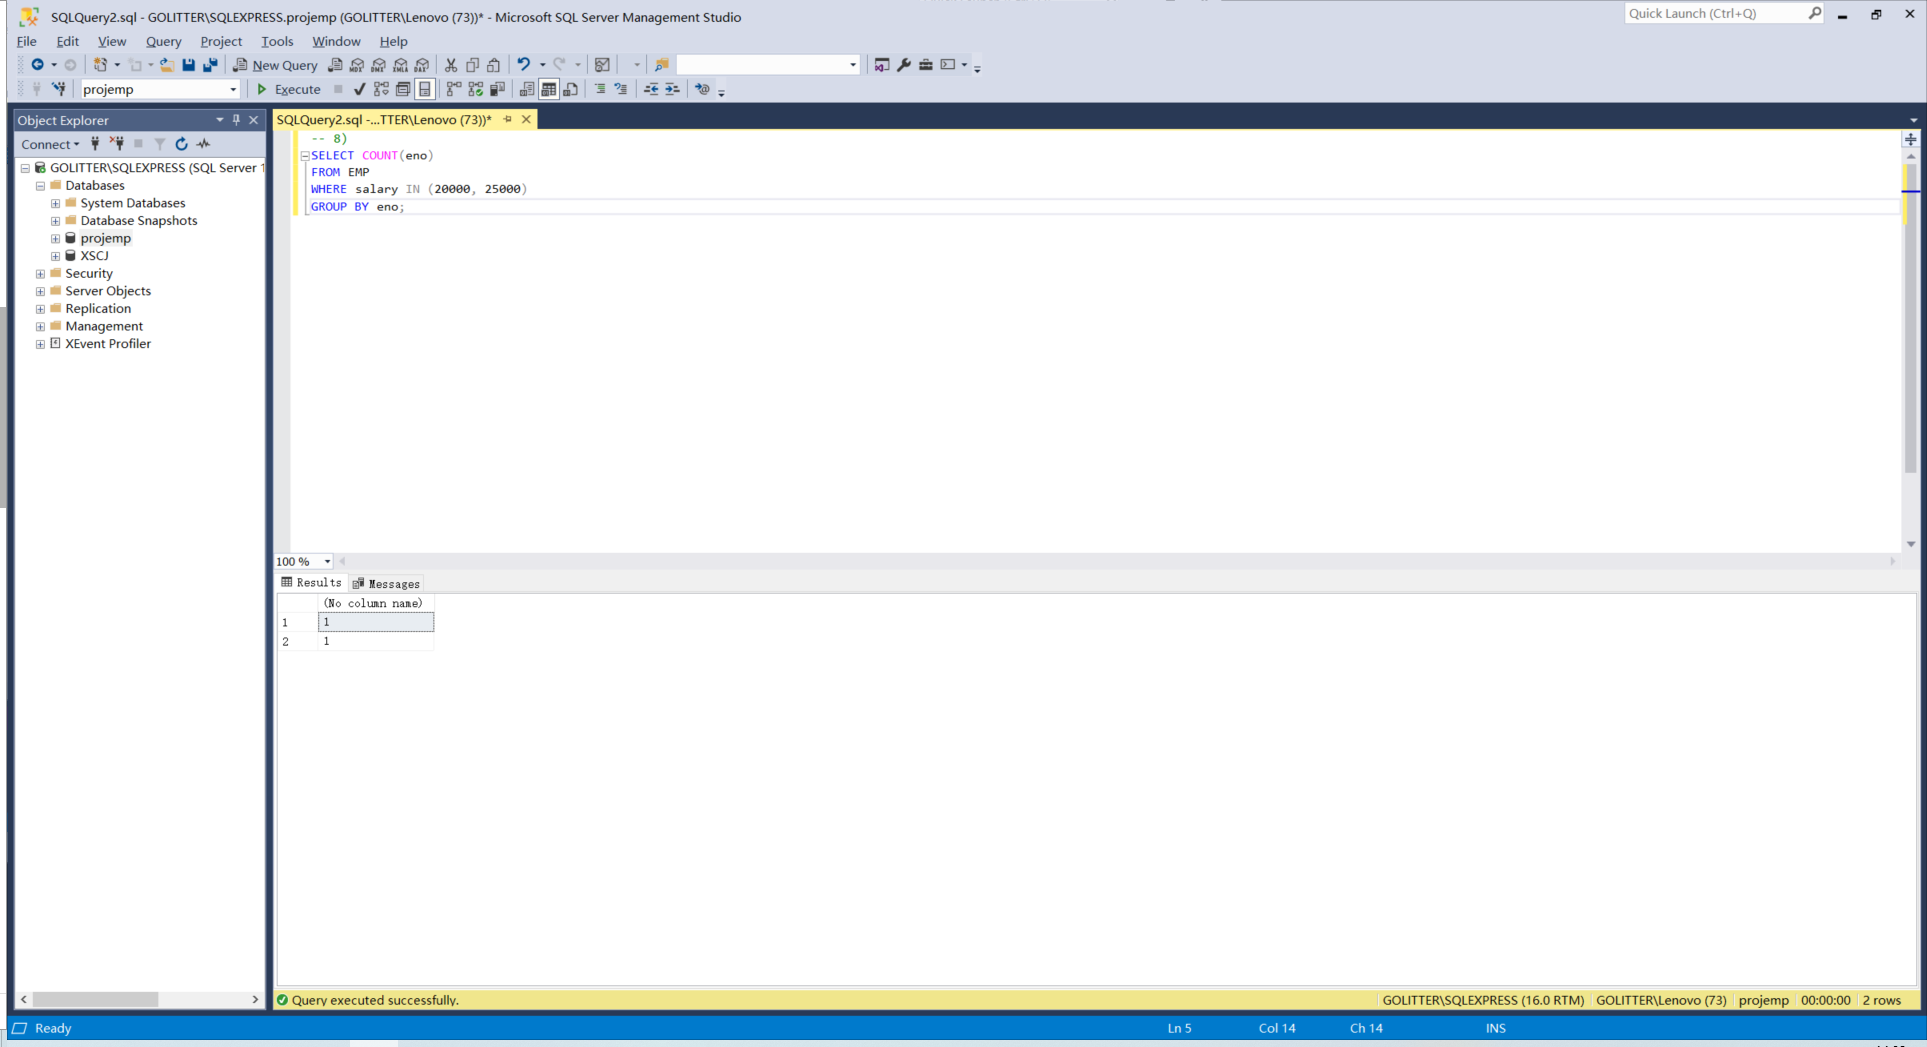 SQLQuery2.sql - GOLITTER\SQLEXPRESS.projemp (GOLITTER\Lenovo (73))* - Microsoft SQL Server Management Studio
Quick Launch (Ctrl+Q)
File Edit View Query Project Tools Window Help
New Query MDX DMX XMLA DAX
projemp Execute
Object Explorer
SQLQuery2.sql -...TTER\Lenovo (73))*
Connect
GOLITTER\SQLEXPRESS (SQL Server 1
Databases
System Databases
Database Snapshots
projemp
XSCJ
Security
Server Objects
Replication
Management
XEvent Profiler
-- 8)
SELECT COUNT(eno)
FROM EMP
WHERE salary IN (20000, 25000)
GROUP BY eno;
100 %
Results Messages
(No column name)
1 1
2 1
Query executed successfully.
GOLITTER\SQLEXPRESS (16.0 RTM) GOLITTER\Lenovo (73) projemp 00:00:00 2 rows
Ready Ln 5 Col 14 Ch 14 INS